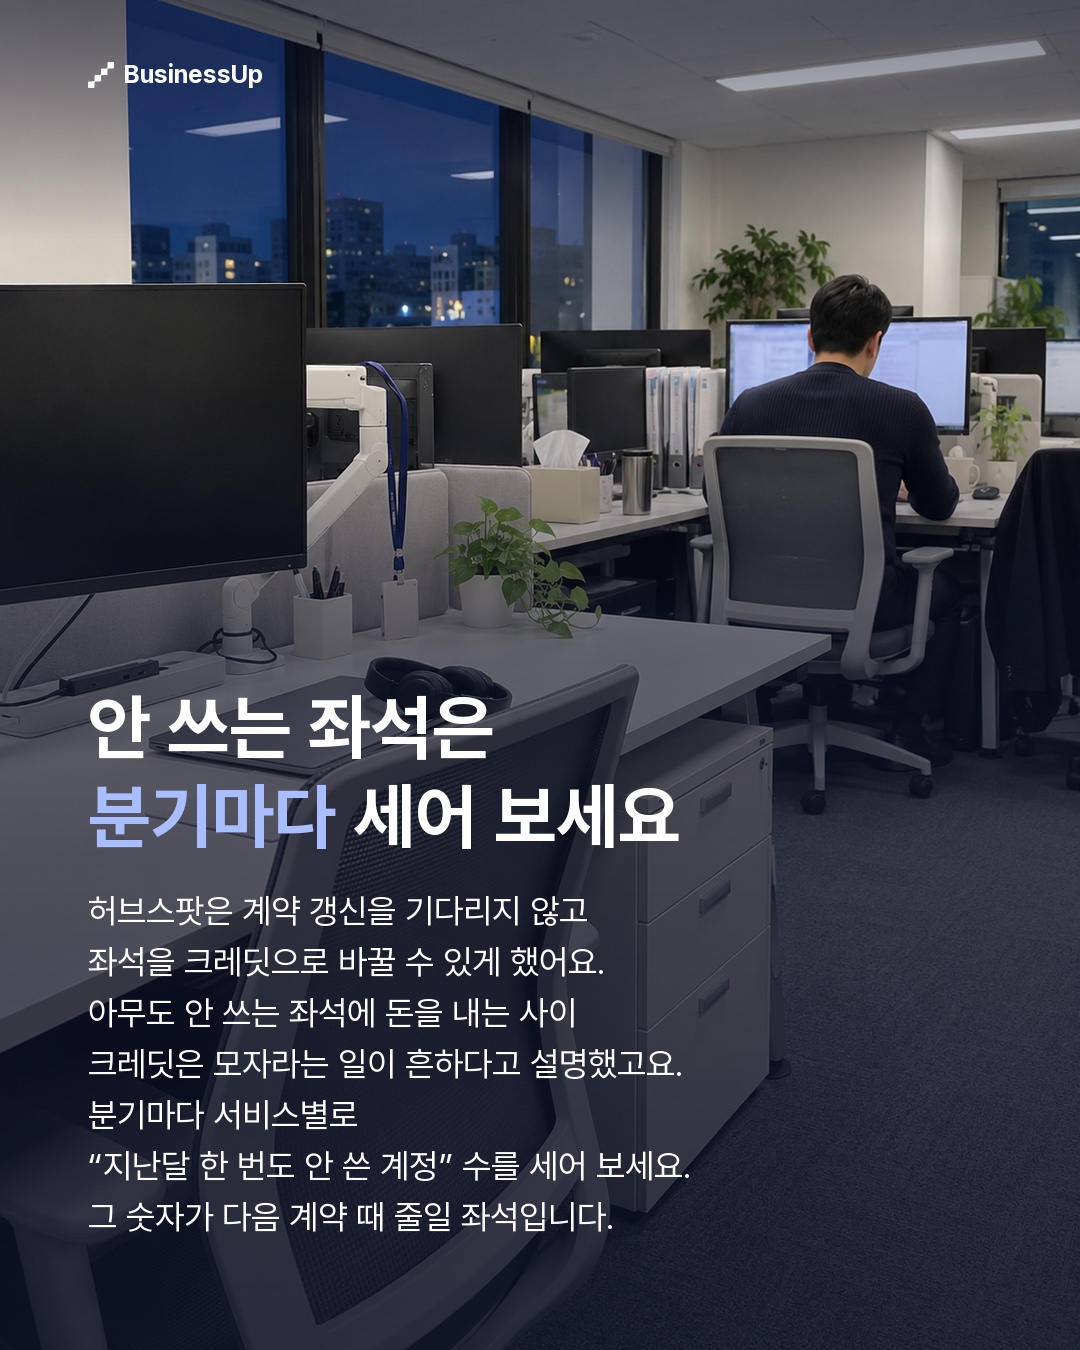 BusinessUp
안 쓰는 좌석은
분기마다 세어 보세요
허브스팟은 계약 갱신을 기다리지 않고
좌석을 크레딧으로 바꿀 수 있게 했어요.
아무도 안 쓰는 좌석에 돈을 내는 사이
크레딧은 모자라는 일이 흔하다고 설명했고요.
분기마다 서비스별로
“지난달 한 번도 안 쓴 계정” 수를 세어 보세요.
그 숫자가 다음 계약 때 줄일 좌석입니다.